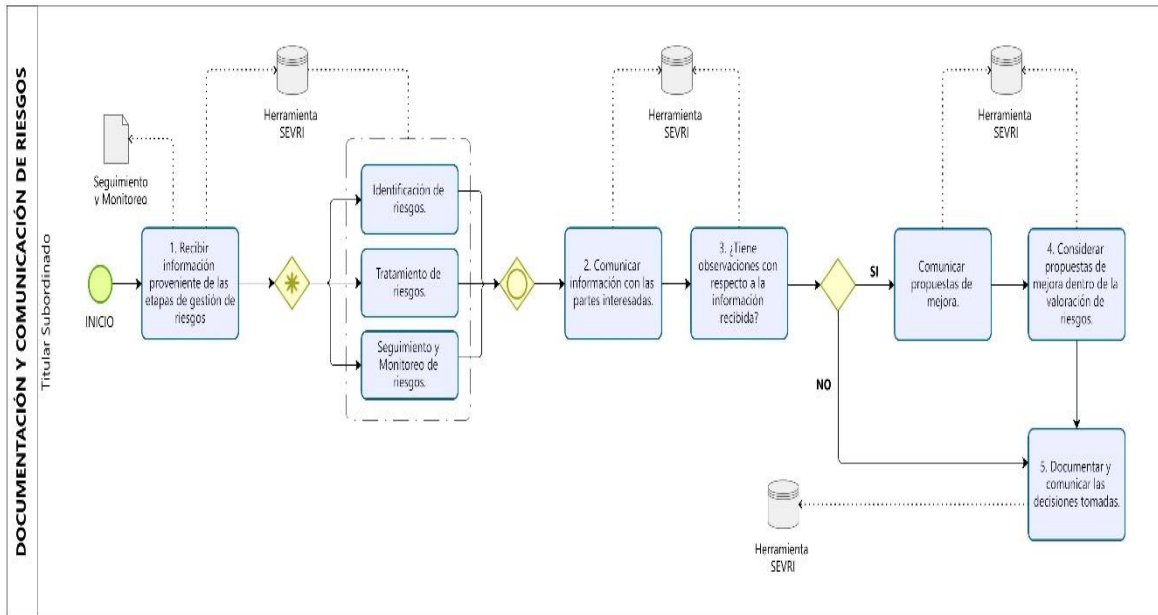 DOCUMENTACIÓN Y COMUNICACIÓN DE RIESGOS
Titular Subordinado
Herramienta
SEVRI
Herramienta
SEVRI
Herramienta
SEVRI
Seguimiento
y Monitoreo
INICIO
1. Recibir
información
proveniente de las
etapas de gestión de
riesgos
Identificación de
riesgos.
Tratamiento de
riesgos.
Seguimiento y
Monitoreo de
riesgos.
2. Comunicar
información con las
partes interesadas.
3. ¿Tiene
observaciones con
respecto a la
información
recibida?
SI
NO
Comunicar
propuestas de
mejora.
4. Considerar
propuestas de
mejora dentro de la
valoración de
riesgos.
5. Documentar y
comunicar las
decisiones tomadas.
Herramienta
SEVRI